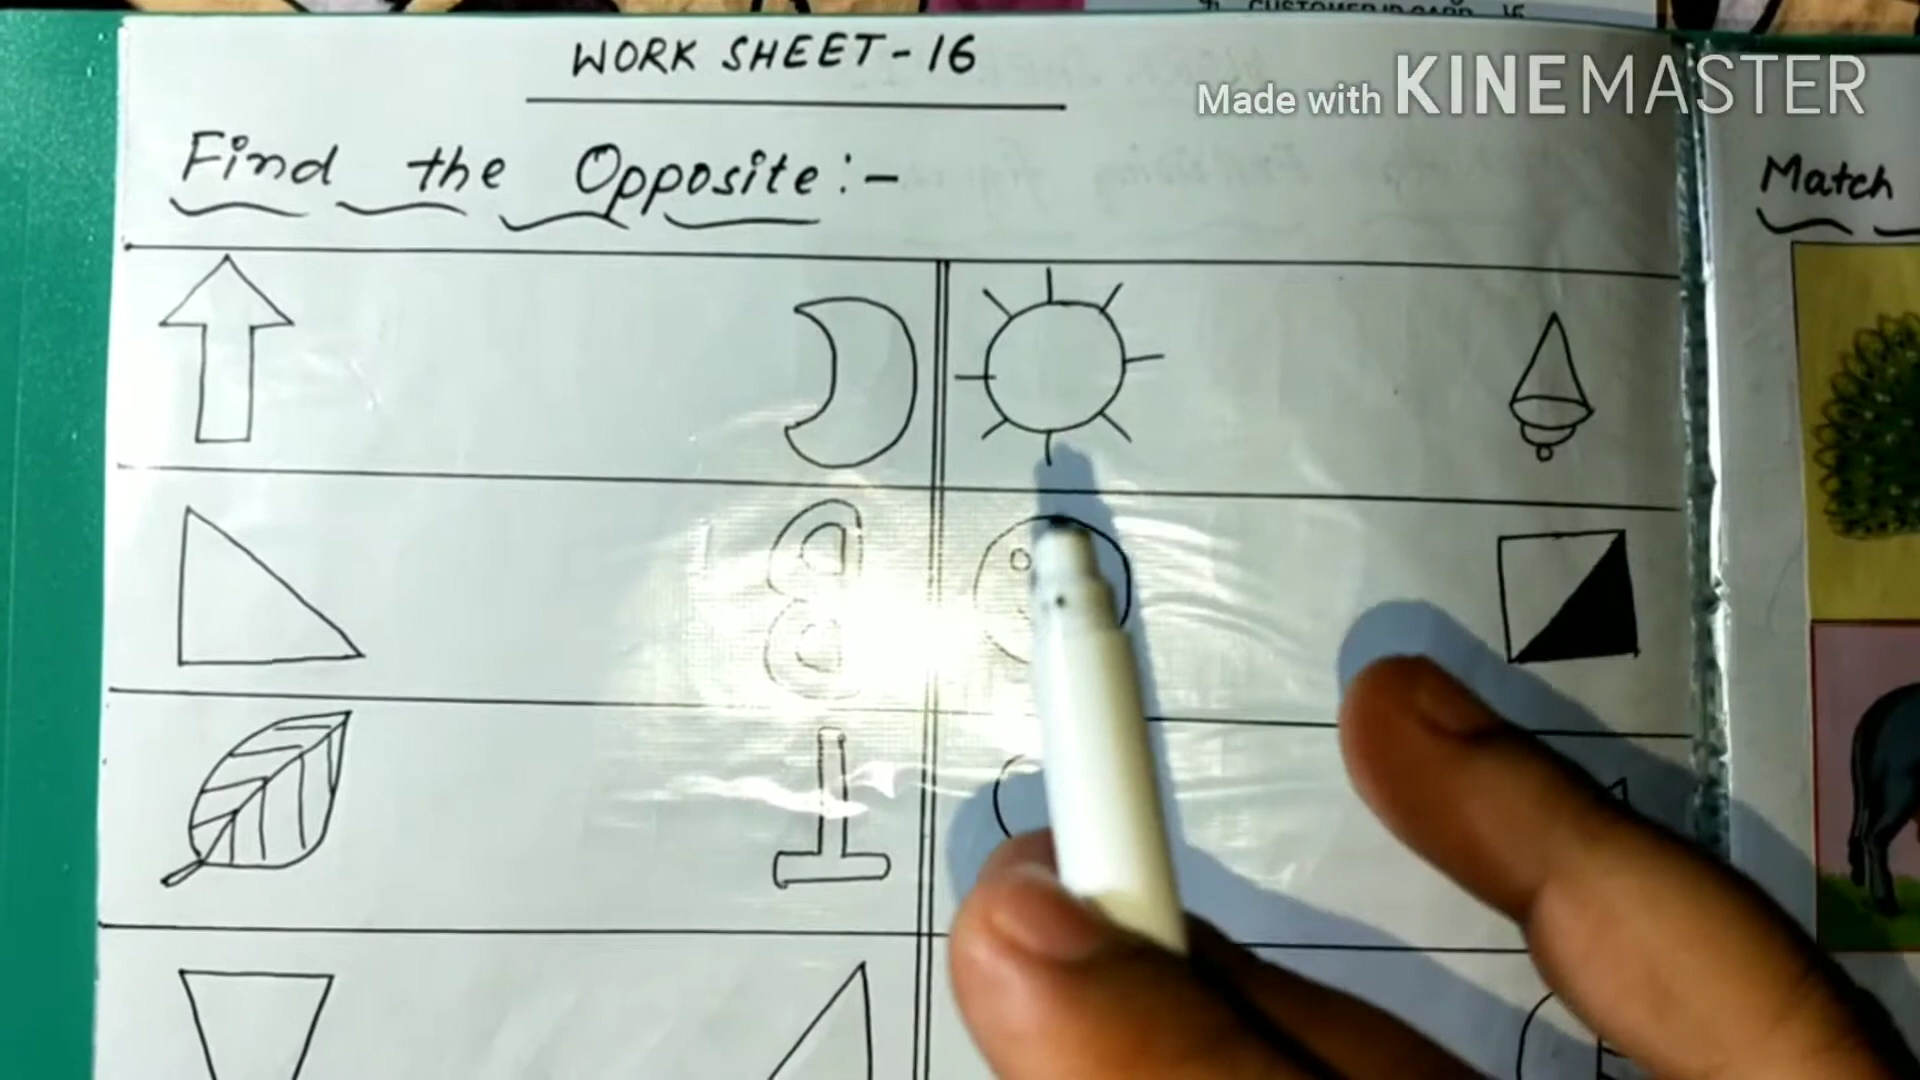 WORK SHEET-16
Made with KINEMASTER
Find the Opposite:-
Match